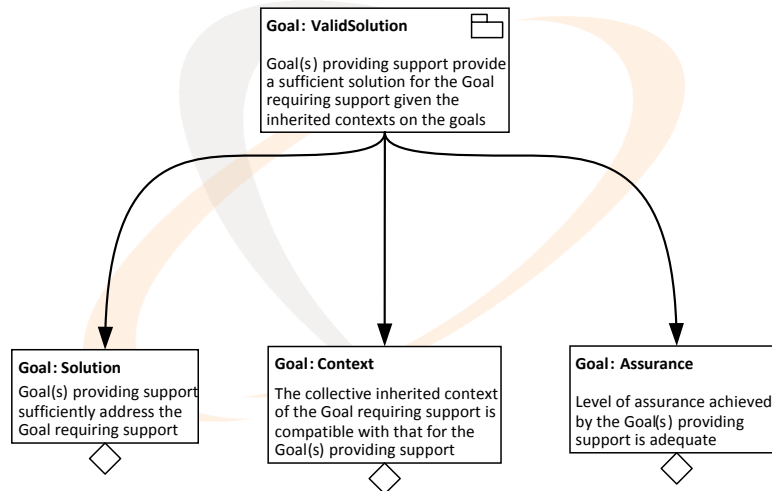 Goal: ValidSolution
Goal(s) providing support provide
a sufficient solution for the Goal
requiring support given the
inherited contexts on the goals
Goal: Solution
Goal(s) providing support
sufficiently address the
Goal requiring support
Goal: Context
The collective inherited context
of the Goal requiring support is
compatible with that for the
Goal(s) providing support
Goal: Assurance
Level of assurance achieved
by the Goal(s) providing
support is adequate